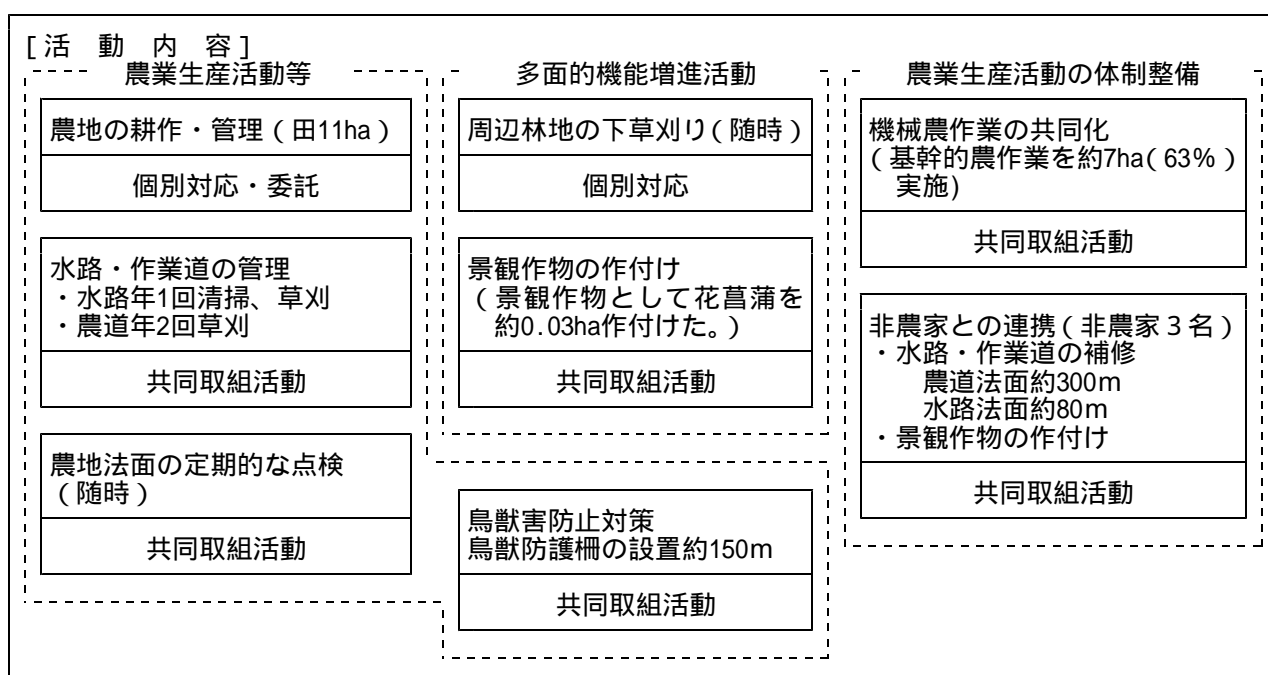 [活 動 内 容]
農業生産活動等
農地の耕作・管理(田11ha)
個別対応・委託
水路・作業道の管理
・水路年1回清掃、草刈
・農道年2回草刈
共同取組活動
農地法面の定期的な点検
(随時)
共同取組活動
多面的機能増進活動
周辺林地の下草刈り(随時)
個別対応
景観作物の作付け
(景観作物として花菖蒲を
約0.03ha作付けた。)
共同取組活動
鳥獣害防止対策
鳥獣防護柵の設置約150m
共同取組活動
農業生産活動の体制整備
機械農作業の共同化
(基幹的農作業を約7ha(63%)
実施)
共同取組活動
非農家との連携(非農家3名)
・水路・作業道の補修
農道法面約300m
水路法面約80m
・景観作物の作付け
共同取組活動